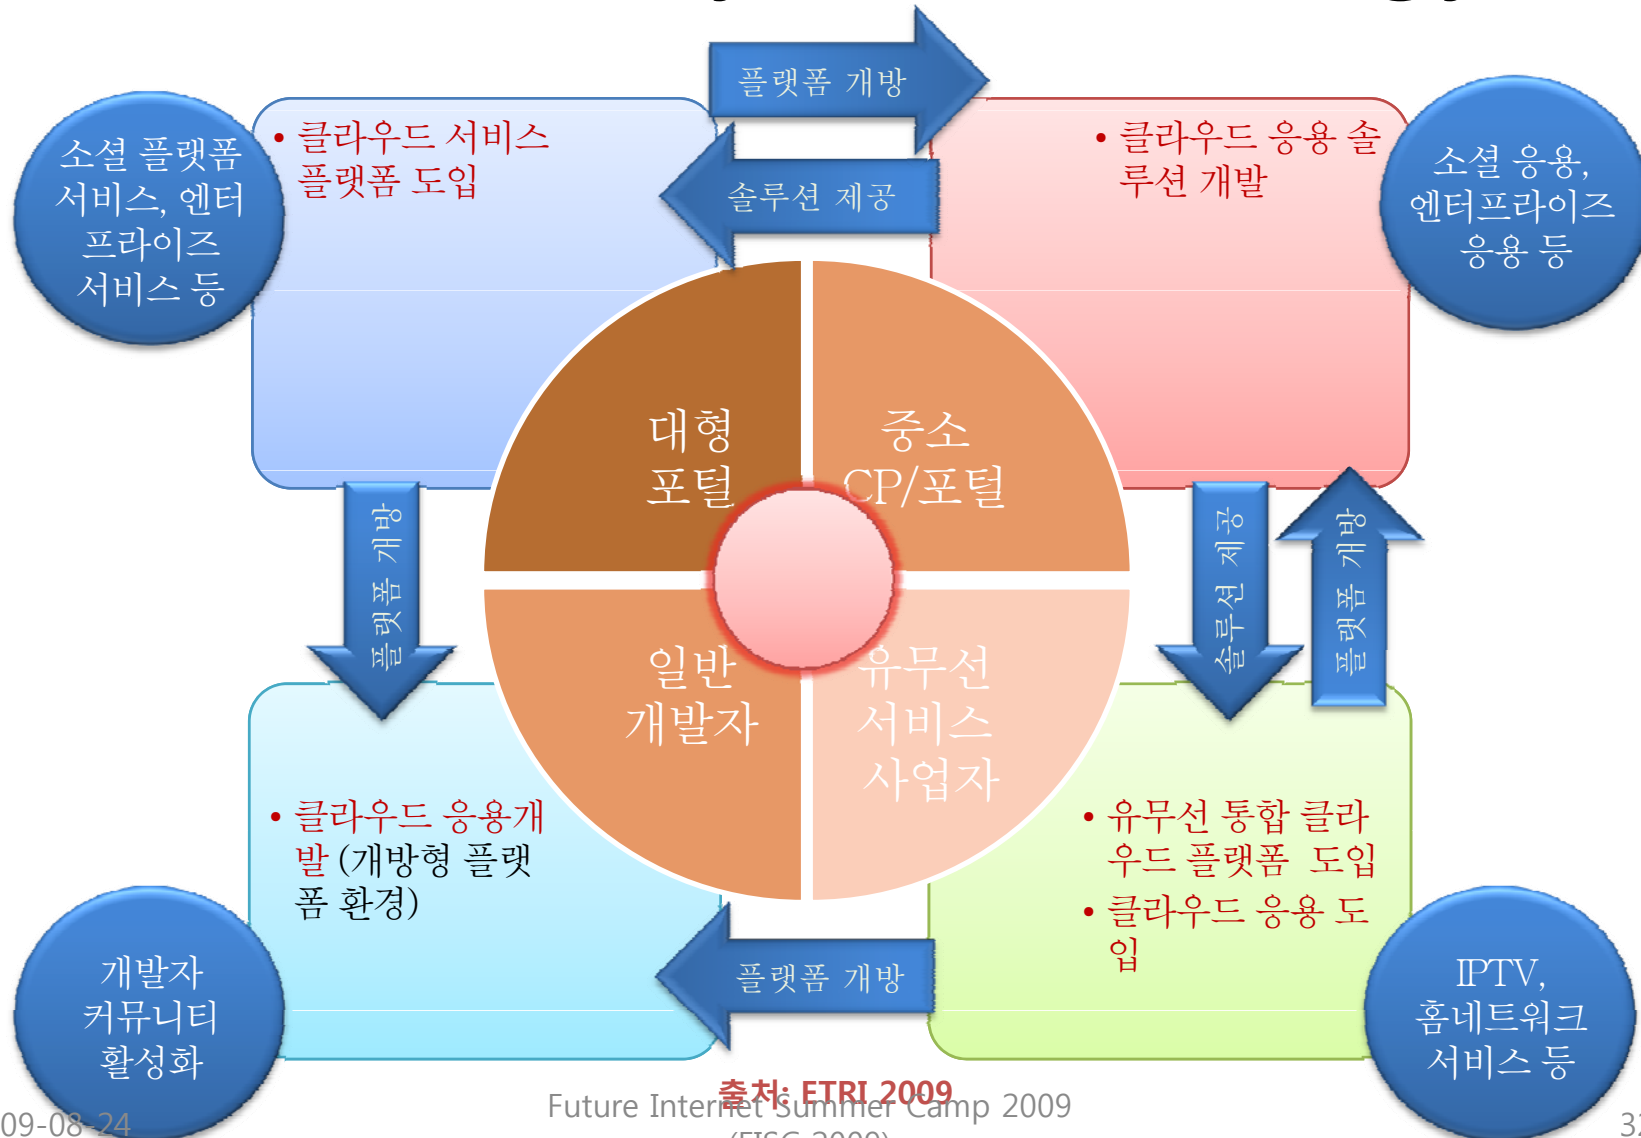 플랫폼 개방
솔루션 제공
소셜 플랫폼
서비스, 엔터
프라이즈
서비스 등
• 클라우드 서비스
플랫폼 도입
• 클라우드 응용 솔
루션 개발
소셜 응용,
엔터프라이즈
응용 등
대형
포털
중소
CP/포털
플랫폼 개방
솔루션 제공
플랫폼 개방
일반
개발자
유무선
서비스
사업자
• 클라우드 응용개
발 (개방형 플랫
폼 환경)
• 유무선 통합 클라
우드 플랫폼 도입
• 클라우드 응용 도
입
개발자
커뮤니티
활성화
플랫폼 개방
IPTV,
홈네트워크
서비스 등
출처: ETRI 2009
09-08-24
Future Internet Summer Camp 2009
32